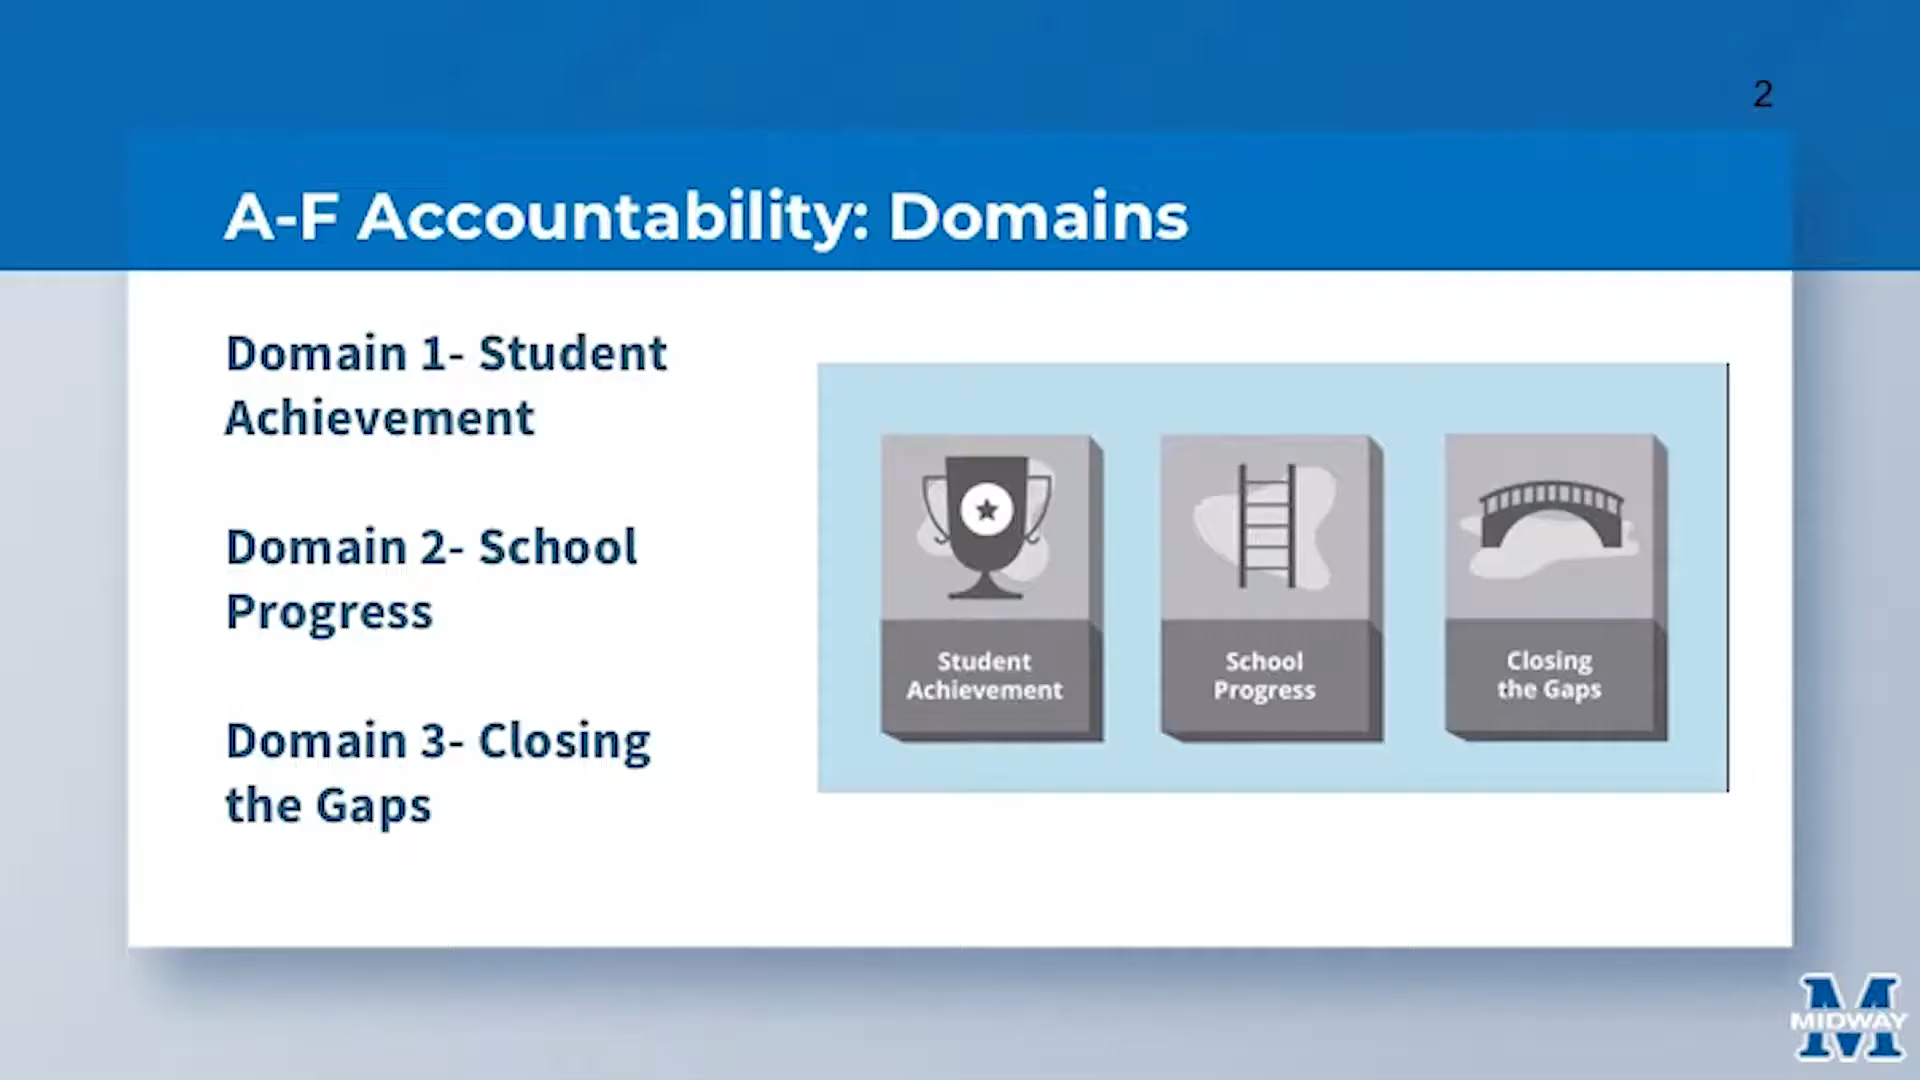 2
A-F Accountability: Domains
Domain 1- Student
Achievement
Domain 2- School
Progress
Domain 3- Closing
the Gaps
Student
Achievement
School
Progress
Closing
the Gaps
M
MIDWAY